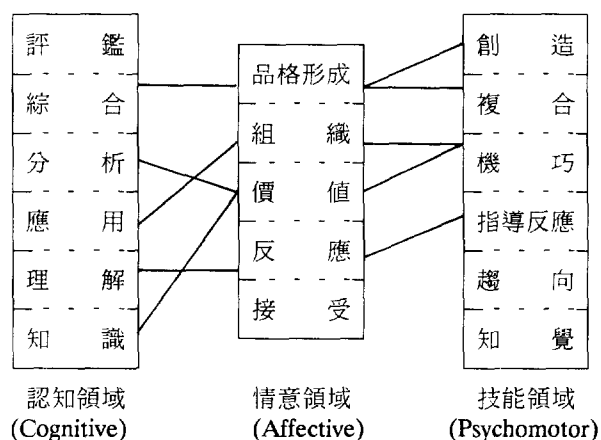 評鑑
綜合
分析
應用
理解
知識
認知領域
(Cognitive)
品格形成
組織
價值
反應
接受
情意領域
(Affective)
創造
複合
機巧
指導反應
趨向
知覺
技能領域
(Psychomotor)